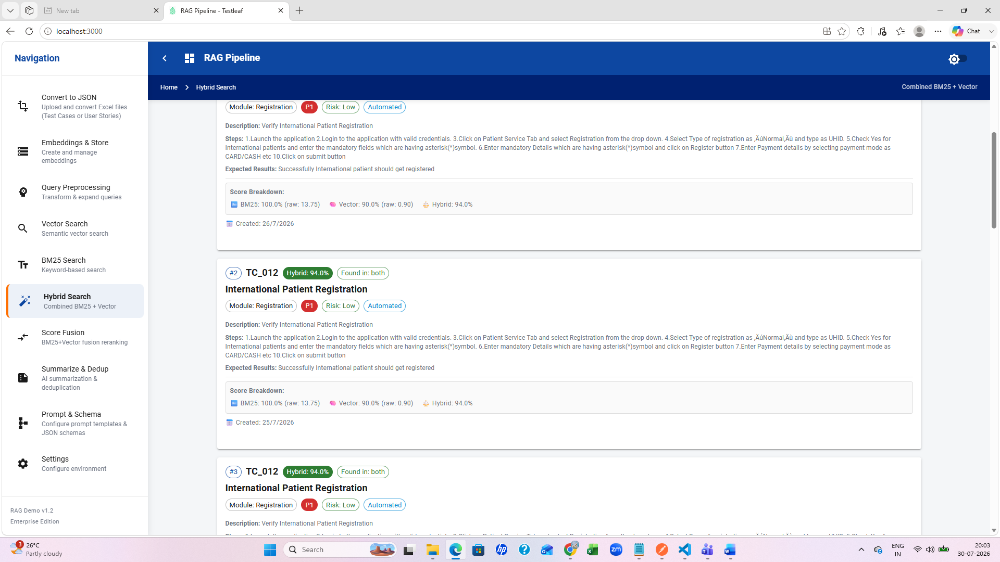 New tab
RAG Pipeline - Testleaf
localhost:3000
Chat
Navigation
RAG Pipeline
Home
Hybrid Search
Combined BM25 + Vector
Convert to JSON
Upload and convert Excel files
(Test Cases or User Stories)
Embeddings & Store
Create and manage
embeddings
Query Preprocessing
Transform & expand queries
Vector Search
Semantic vector search
BM25 Search
Keyword-based search
Hybrid Search
Combined BM25 + Vector
Score Fusion
BM25+Vector fusion reranking
Summarize & Dedup
AI summarization &
deduplication
Prompt & Schema
Configure prompt templates &
JSON schemas
Settings
Configure environment
RAG Demo v1.2
Enterprise Edition
Module: Registration P1 Risk: Low Automated
Description: Verify International Patient Registration
Steps: 1.Launch the application 2.Login to the application with valid credentials. 3.Click on Patient Service Tab and select Registration from the drop down. 4.Select Type of registration as ‚ÄúNormal‚Äù and type as UHID. 5.Check Yes for
International patients and enter the mandatory fields which are having asterisk(*)symbol. 6.Enter mandatory Details which are having asterisk(*)symbol and click on Register button 7.Enter Payment details by selecting payment mode as
CARD/CASH etc 10.Click on submit button
Expected Results: Successfully International patient should get registered
Score Breakdown:
BM25: 100.0% (raw: 13.75) Vector: 90.0% (raw: 0.90) Hybrid: 94.0%
Created: 26/7/2026
#2 TC_012 Hybrid: 94.0% Found in: both
International Patient Registration
Module: Registration P1 Risk: Low Automated
Description: Verify International Patient Registration
Steps: 1.Launch the application 2.Login to the application with valid credentials. 3.Click on Patient Service Tab and select Registration from the drop down. 4.Select Type of registration as ‚ÄúNormal‚Äù and type as UHID. 5.Check Yes for
International patients and enter the mandatory fields which are having asterisk(*)symbol. 6.Enter mandatory Details which are having asterisk(*)symbol and click on Register button 7.Enter Payment details by selecting payment mode as
CARD/CASH etc 10.Click on submit button
Expected Results: Successfully International patient should get registered
Score Breakdown:
BM25: 100.0% (raw: 13.75) Vector: 90.0% (raw: 0.90) Hybrid: 94.0%
Created: 25/7/2026
#3 TC_012 Hybrid: 94.0% Found in: both
International Patient Registration
Module: Registration P1 Risk: Low Automated
Description: Verify International Patient Registration
3
26°C
Partly cloudy
Search
ENG
IN
20:03
30-07-2026